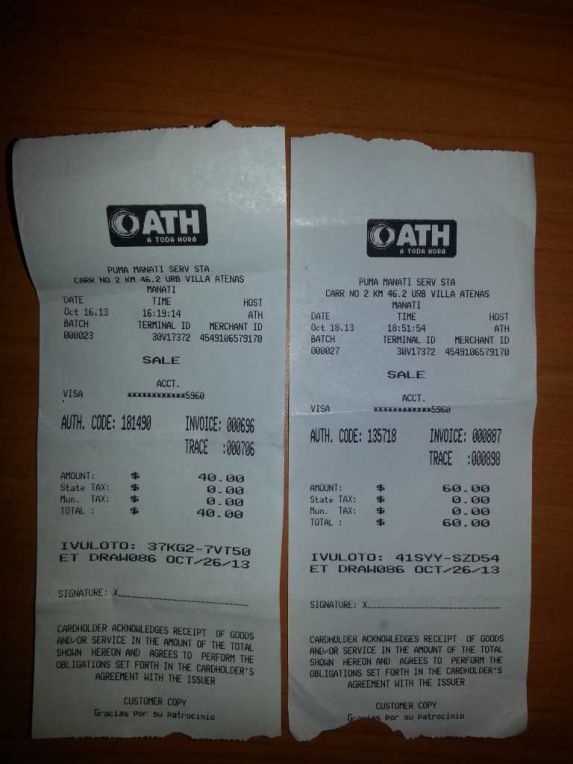 ATH
A TODA HORA
PUMA MANATI SERV STA
CARR NO 2 KM 46.2 URB VILLA ATENAS
MANATI
DATE TIME HOST
Oct 16.13 16:19:14 ATH
BATCH TERMINAL ID MERCHANT ID
000023 30V17372 4549106579170
SALE
ACCT.
VISA ************5960
AUTH. CODE: 181490 INVOICE: 000696
TRACE :000706
AMOUNT: $ 40.00
State TAX: $ 0.00
Mun. TAX: $ 0.00
TOTAL : $ 40.00
IVULOTO: 37KG2-7VT50
ET DRAW086 OCT/26/13
SIGNATURE: X
CARDHOLDER ACKNOWLEDGES RECEIPT OF GOODS
AND/OR SERVICE IN THE AMOUNT OF THE TOTAL
SHOWN HEREON AND AGREES TO PERFORM THE
OBLIGATIONS SET FORTH IN THE CARDHOLDER'S
AGREEMENT WITH THE ISSUER
CUSTOMER COPY
Gracias Por su Patrocinio
ATH
A TODA HORA
PUMA MANATI SERV STA
CARR NO 2 KM 46.2 URB VILLA ATENAS
MANATI
DATE TIME HOST
Oct 18.13 18:51:54 ATH
BATCH TERMINAL ID MERCHANT ID
000027 30V17372 4549106579170
SALE
ACCT.
VISA ************5960
AUTH. CODE: 135718 INVOICE: 000887
TRACE :000898
AMOUNT: $ 60.00
State TAX: $ 0.00
Mun. TAX: $ 0.00
TOTAL : $ 60.00
IVULOTO: 41SYY-SZD54
ET DRAW086 OCT/26/13
SIGNATURE: X
CARDHOLDER ACKNOWLEDGES RECEIPT OF GOODS
AND/OR SERVICE IN THE AMOUNT OF THE TOTAL
SHOWN HEREON AND AGREES TO PERFORM THE
OBLIGATIONS SET FORTH IN THE CARDHOLDER'S
AGREEMENT WITH THE ISSUER
CUSTOMER COPY
Gracias Por su Patrocinio